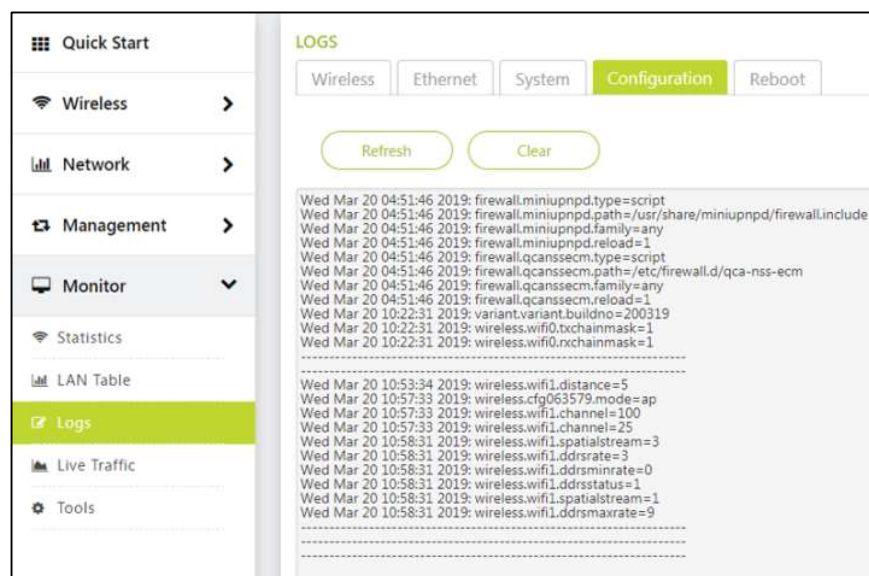 Quick Start
Wireless
Network
Management
Monitor
Statistics
LAN Table
Logs
Live Traffic
Tools
LOGS
Wireless Ethernet System Configuration Reboot
Refresh Clear
Wed Mar 20 04:51:46 2019: firewall.miniupnpd.type=script
Wed Mar 20 04:51:46 2019: firewall.miniupnpd.path=/usr/share/miniupnpd/firewall.include
Wed Mar 20 04:51:46 2019: firewall.miniupnpd.family=any
Wed Mar 20 04:51:46 2019: firewall.miniupnpd.reload=1
Wed Mar 20 04:51:46 2019: firewall.qcanssecm.type=script
Wed Mar 20 04:51:46 2019: firewall.qcanssecm.path=/etc/firewall.d/qca-nss-ecm
Wed Mar 20 04:51:46 2019: firewall.qcanssecm.family=any
Wed Mar 20 04:51:46 2019: firewall.qcanssecm.reload=1
Wed Mar 20 10:22:31 2019: variant.variant.buildno=200319
Wed Mar 20 10:22:31 2019: wireless.wifi0.txchainmask=1
Wed Mar 20 10:22:31 2019: wireless.wifi0.rxchainmask=1
Wed Mar 20 10:53:34 2019: wireless.wifi1.distance=5
Wed Mar 20 10:57:33 2019: wireless.cfg063579.mode=ap
Wed Mar 20 10:57:33 2019: wireless.wifi1.channel=100
Wed Mar 20 10:57:33 2019: wireless.wifi1.channel=25
Wed Mar 20 10:58:31 2019: wireless.wifi1.spatialstream=3
Wed Mar 20 10:58:31 2019: wireless.wifi1.ddrsrate=3
Wed Mar 20 10:58:31 2019: wireless.wifi1.ddrsminrate=0
Wed Mar 20 10:58:31 2019: wireless.wifi1.ddrsstatus=1
Wed Mar 20 10:58:31 2019: wireless.wifi1.spatialstream=1
Wed Mar 20 10:58:31 2019: wireless.wifi1.ddrsmaxrate=9